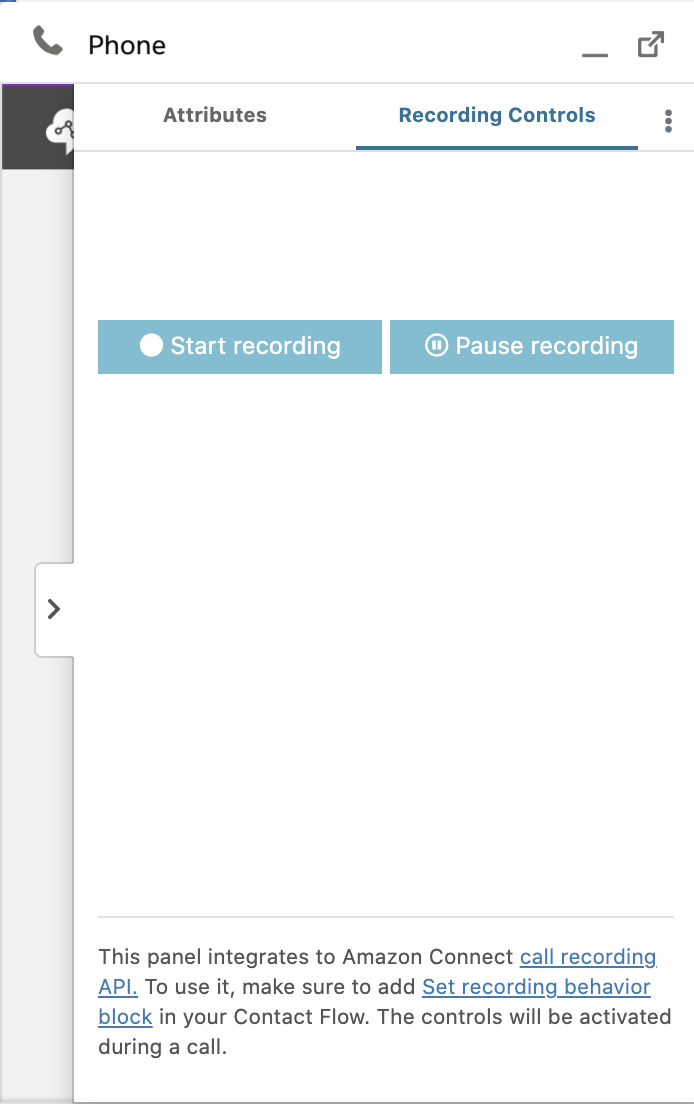 Phone
Attributes
Recording Controls
Start recording
Pause recording
This panel integrates to Amazon Connect call recording
API. To use it, make sure to add Set recording behavior
block in your Contact Flow. The controls will be activated
during a call.